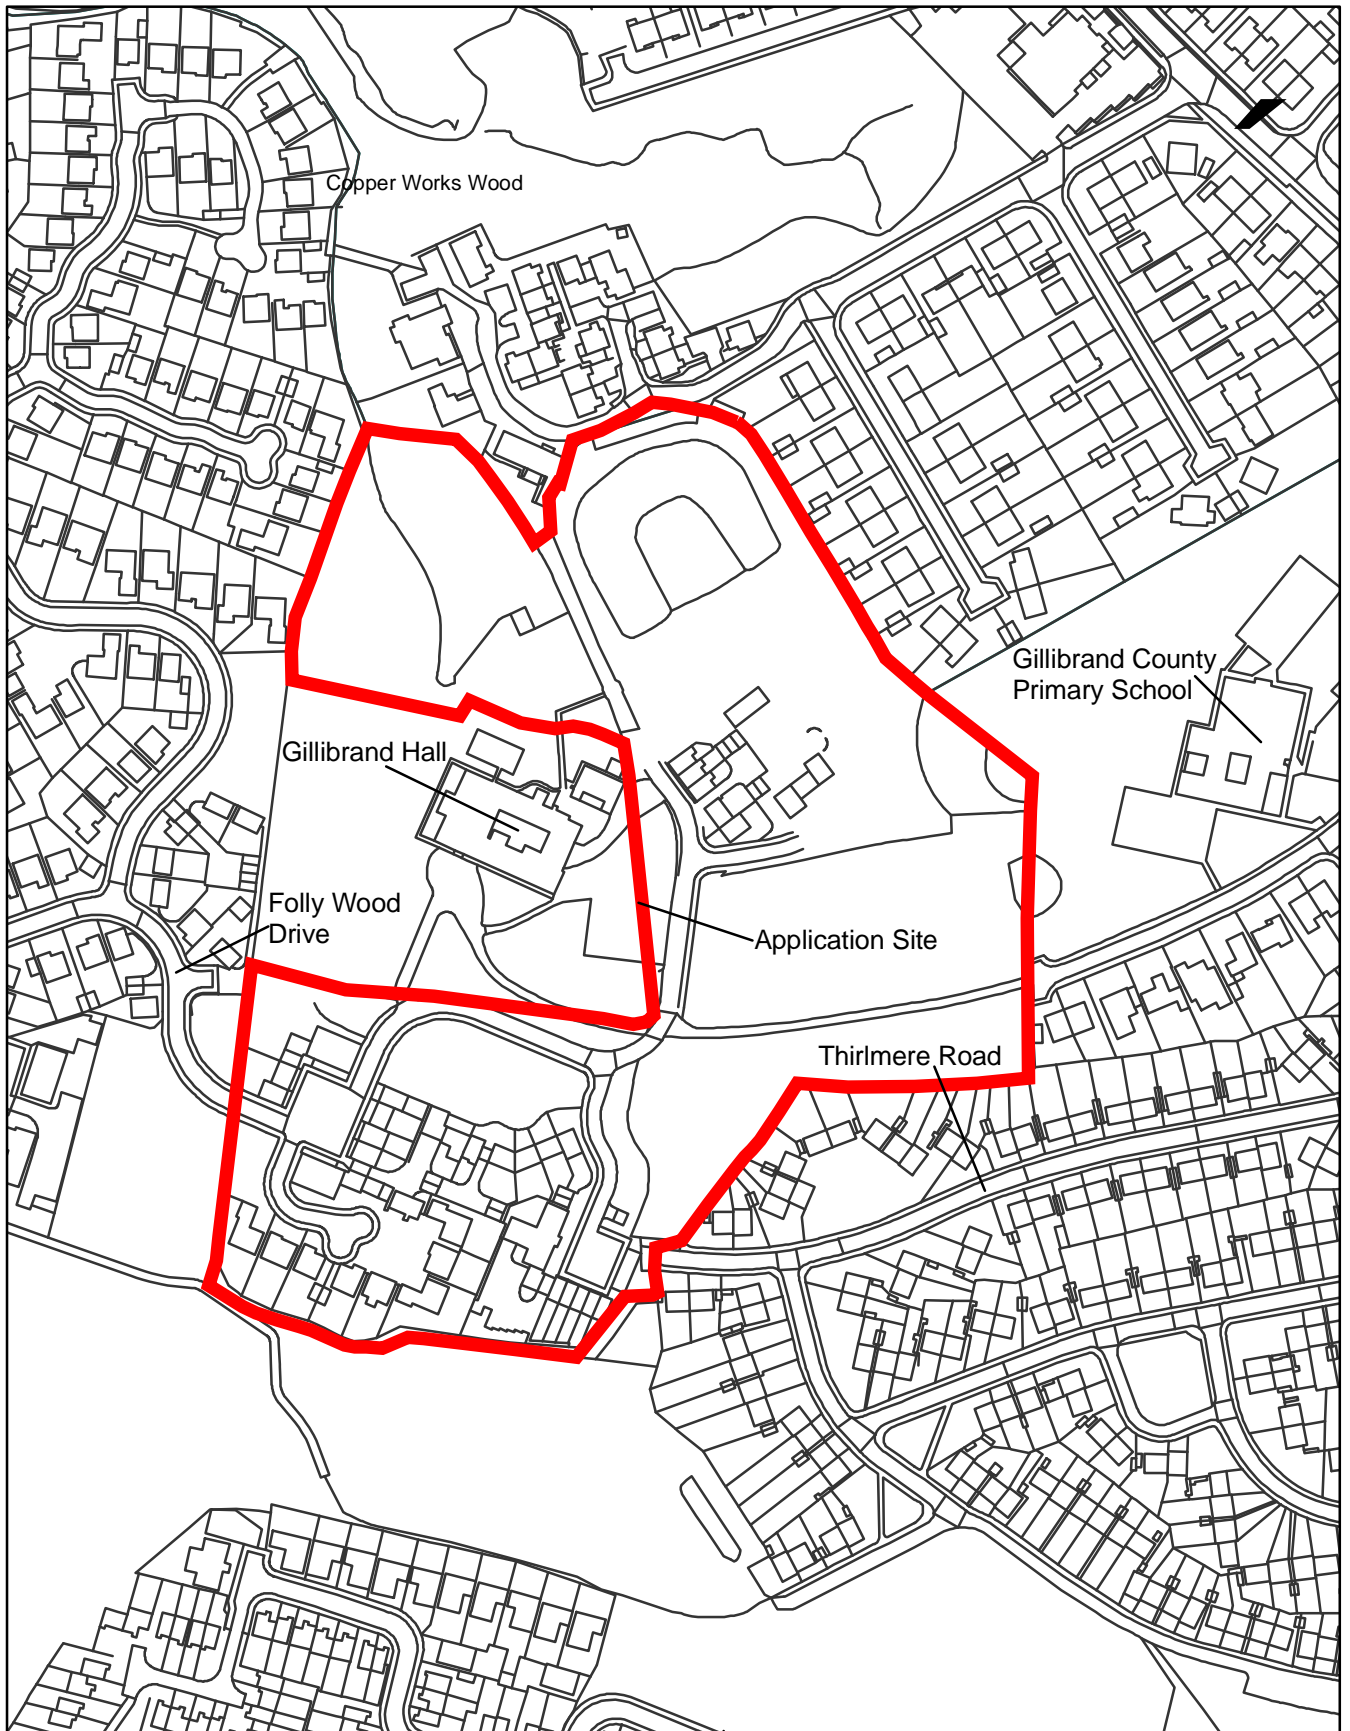 Copper Works Wood
Gillibrand County
Primary School
Gillibrand Hall
Folly Wood
Drive
Application Site
Thirlmere Road